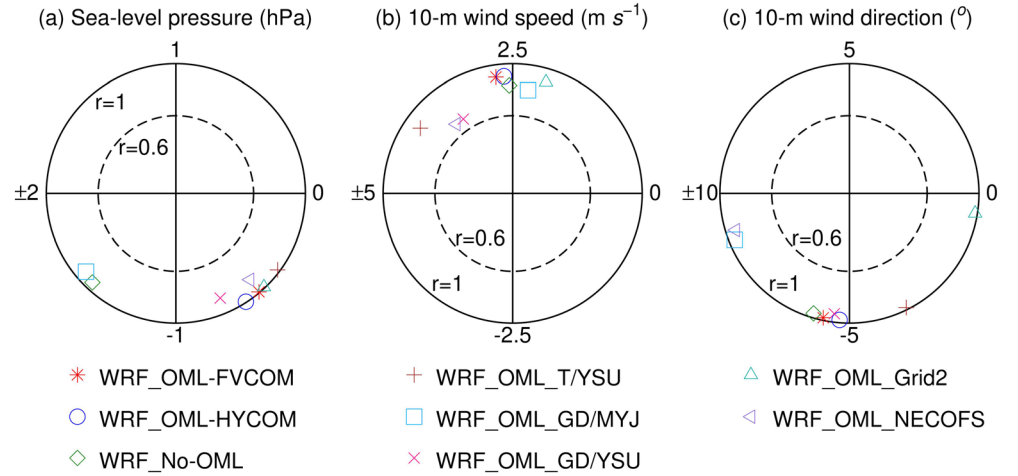 (a) Sea-level pressure (hPa)
(b) 10-m wind speed (m s⁻¹)
(c) 10-m wind direction (°)
1
2.5
5
r=1
r=0.6
±2
0
±5
0
±10
0
r=0.6
r=0.6
r=1
r=1
-1
-2.5
-5
WRF_OML-FVCOM
WRF_OML_T/YSU
WRF_OML_Grid2
WRF_OML-HYCOM
WRF_OML_GD/MYJ
WRF_OML_NECOFS
WRF_No-OML
WRF_OML_GD/YSU